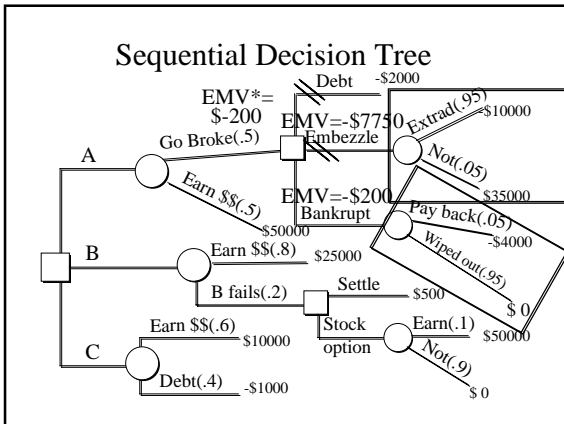 Sequential Decision Tree
Debt
-$2000
EMV*=
$-200
EMV=-$7750
Extrad(.95)
-$10000
Go Broke(.5)
Embezzle
Not(.05)
$35000
A
Earn $$(.5)
$50000
EMV=-$200
Bankrupt
Pay back(.05)
-$4000
Wiped out(.95)
$ 0
B
Earn $$(.8)
$25000
B fails(.2)
Settle
$500
Stock
option
Earn(.1)
$50000
Not(.9)
$ 0
C
Earn $$(.6)
$10000
Debt(.4)
-$1000